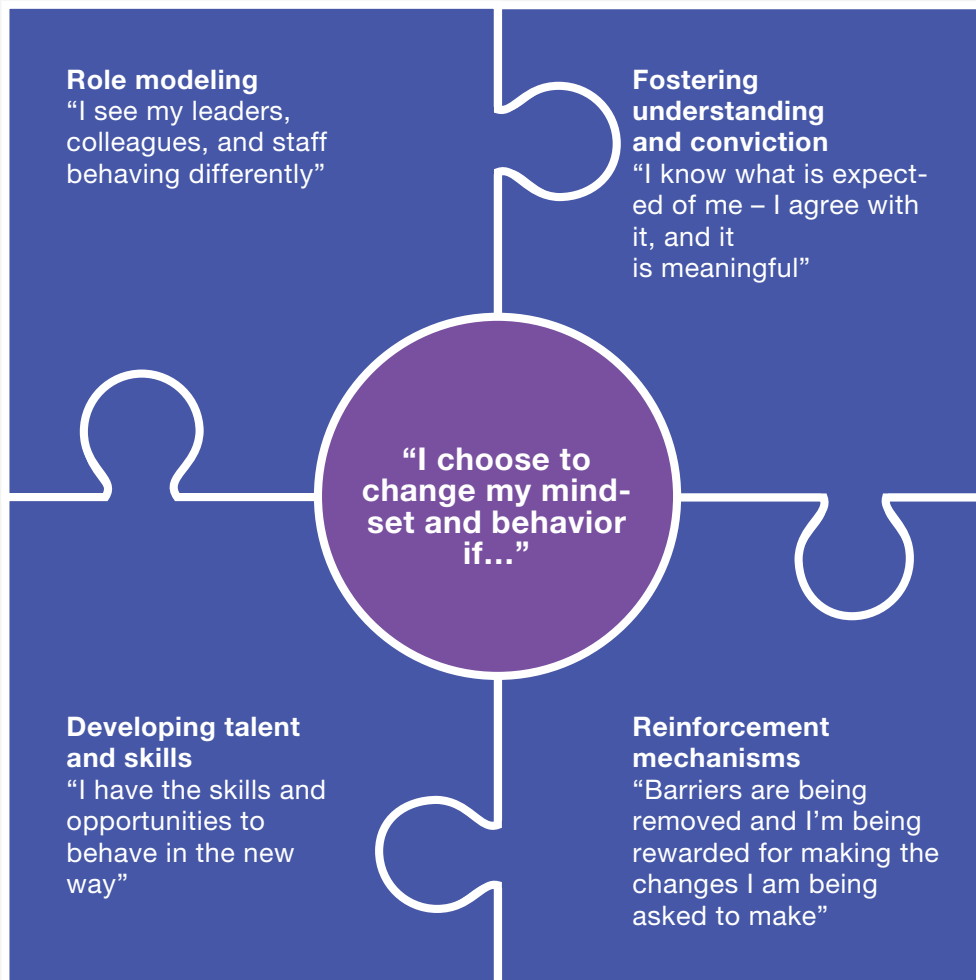 Role modeling
“I see my leaders,
colleagues, and staff
behaving differently”
Fostering
understanding
and conviction
“I know what is expect-
ed of me – I agree with
it, and it
is meaningful”
“I choose to
change my mind-
set and behavior
if...”
Developing talent
and skills
“I have the skills and
opportunities to
behave in the new
way”
Reinforcement
mechanisms
“Barriers are being
removed and I’m being
rewarded for making the
changes I am being
asked to make”